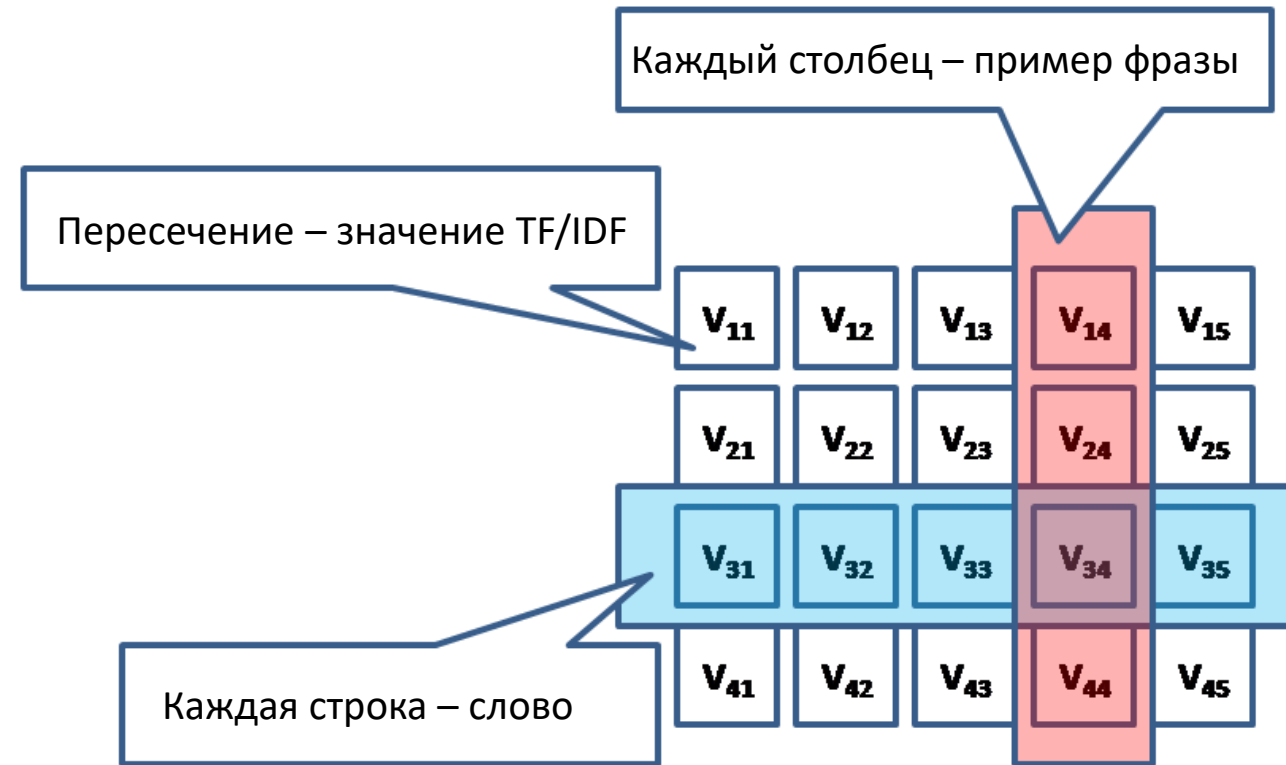 Каждый столбец – пример фразы
Пересечение – значение TF/IDF
V11 V12 V13 V14 V15
V21 V22 V23 V24 V25
V31 V32 V33 V34 V35
V41 V42 V43 V44 V45
Каждая строка – слово